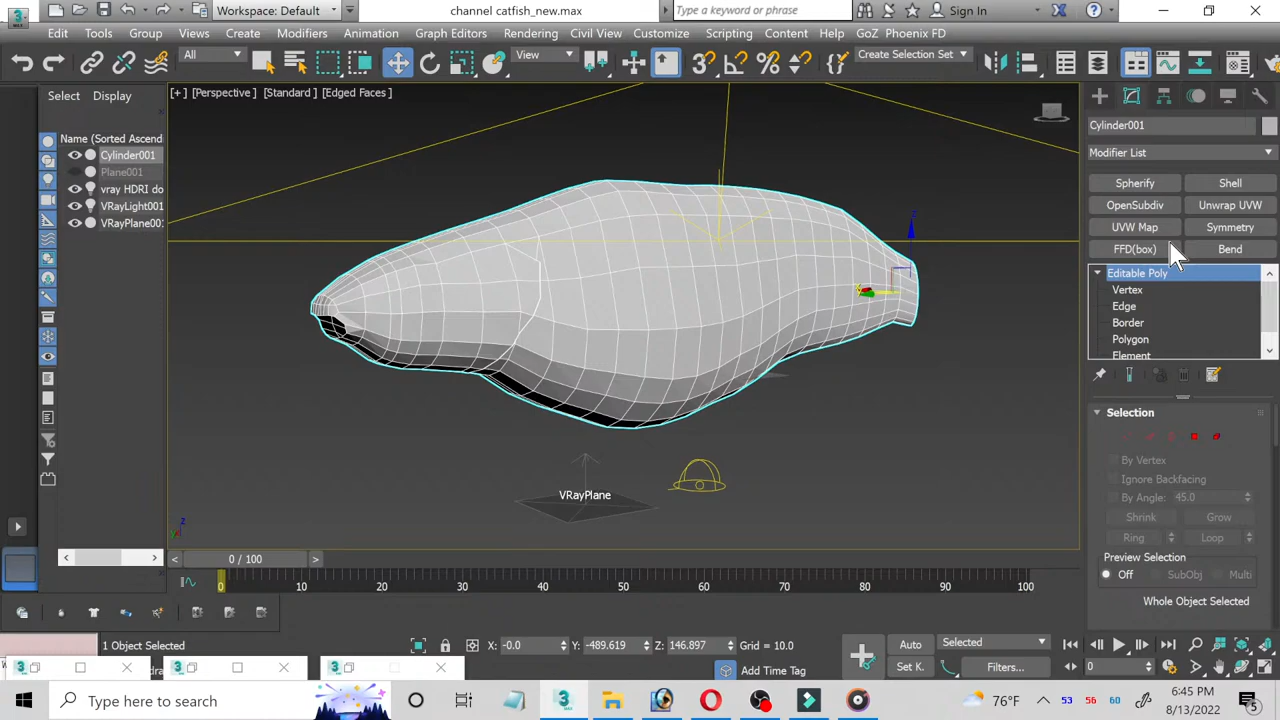 3 Workspace: Default channel catfish_new.max Type a keyword or phrase Sign In
Edit Tools Group Views Create Modifiers Animation Graph Editors Rendering Civil View Customize Scripting Content Help GoZ Phoenix FD
All View Create Selection Set
Select Display
[+] [Perspective] [Standard] [Edged Faces]
Name (Sorted Ascend
Cylinder001
Plane001
vray HDRI do
VRayLight001
VRayPlane001
Cylinder001
Modifier List
Spherify Shell
OpenSubdiv Unwrap UVW
UVW Map Symmetry
FFD(box) Bend
Editable Poly
Vertex
Edge
Border
Polygon
Element
z
VRayPlane
z
Selection
By Vertex
Ignore Backfacing
By Angle: 45.0
Shrink Grow
Ring Loop
Preview Selection
Off SubObj Multi
Whole Object Selected
< 0 / 100 >
0 10 20 30 40 50 60 70 80 90 100
1 Object Selected X: -0.0 Y: -489.619 Z: 146.897 Grid = 10.0 Auto Selected
Add Time Tag Set K. Filters... 0
Type here to search 76°F 53 56 60 6:45 PM
8/13/2022 5